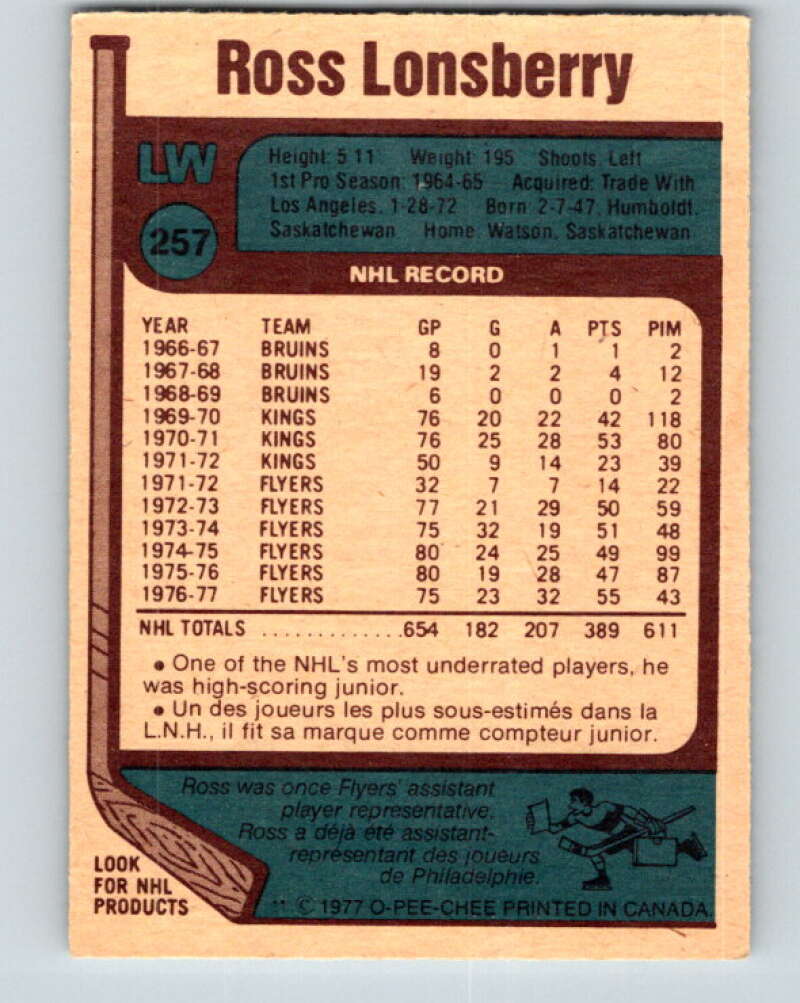 Ross Lonsberry
LW
257
Height: 5 11 Weight 195 Shoots Left
1st Pro Season: 1964-65 Acquired: Trade With
Los Angeles, 1-28-72 Born 2-7-47, Humboldt,
Saskatchewan Home Watson, Saskatchewan
NHL RECORD
YEAR TEAM GP G A PTS PIM
1966-67 BRUINS 8 0 1 1 2
1967-68 BRUINS 19 2 2 4 12
1968-69 BRUINS 6 0 0 0 2
1969-70 KINGS 76 20 22 42 118
1970-71 KINGS 76 25 28 53 80
1971-72 KINGS 50 9 14 23 39
1971-72 FLYERS 32 7 7 14 22
1972-73 FLYERS 77 21 29 50 59
1973-74 FLYERS 75 32 19 51 48
1974-75 FLYERS 80 24 25 49 99
1975-76 FLYERS 80 19 28 47 87
1976-77 FLYERS 75 23 32 55 43
NHL TOTALS .............654 182 207 389 611
• One of the NHL's most underrated players, he
was high-scoring junior.
• Un des joueurs les plus sous-estimés dans la
L.N.H., il fit sa marque comme compteur junior.
Ross was once Flyers' assistant
player representative.
Ross a déjà été assistant-
représentant des joueurs
de Philadelphie.
LOOK
FOR NHL
PRODUCTS
11 © 1977 O-PEE-CHEE PRINTED IN CANADA.